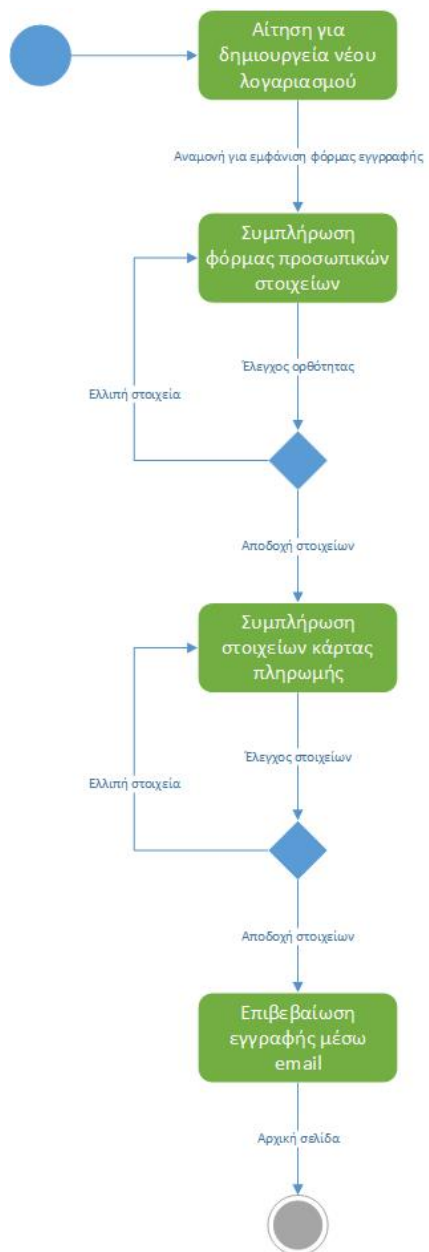 Αίτηση για
δημιουργεία νέου
λογαριασμού
Αναμονή για εμφάνιση φόρμας εγγρραφής
Συμπλήρωση
φόρμας προσωπικών
στοιχείων
Έλεγχος ορθότητας
Ελλιπή στοιχεία
Αποδοχή στοιχείων
Συμπλήρωση
στοιχείων κάρτας
πληρωμής
Έλεγχος στοιχείων
Ελλιπή στοιχεία
Αποδοχή στοιχείων
Επιβεβαίωση
εγγραφής μέσω
email
Αρχική σελίδα